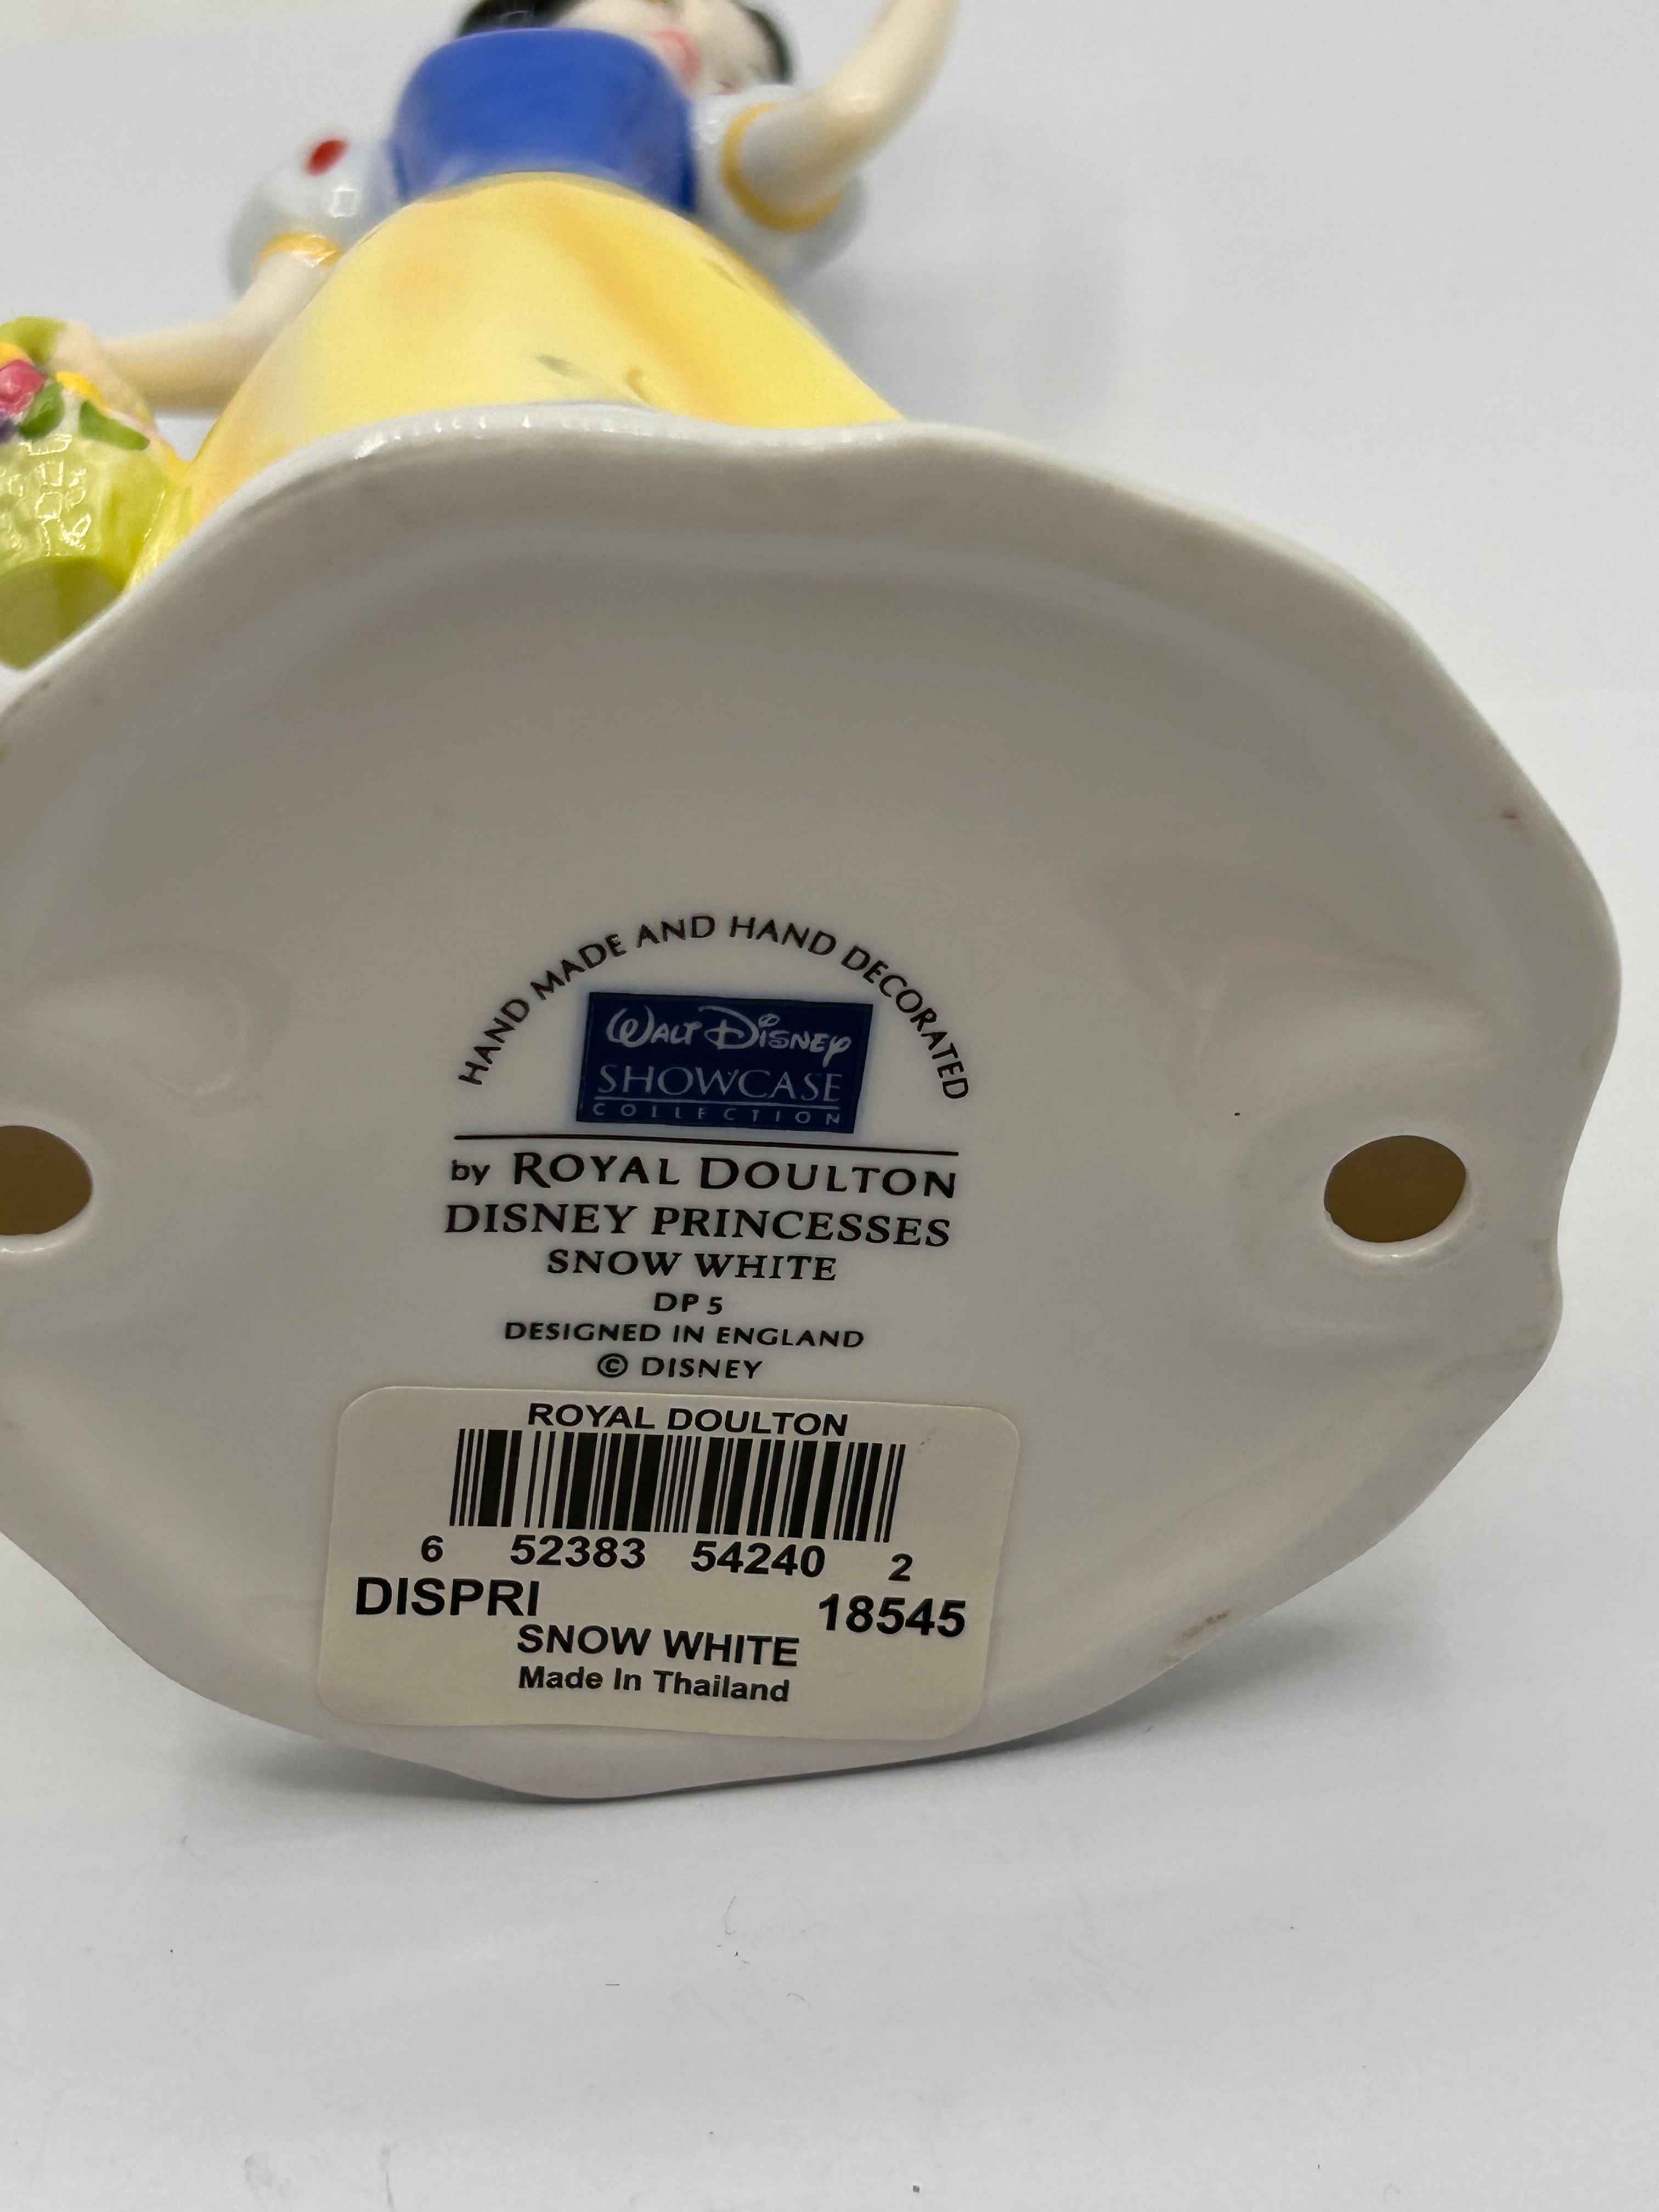 HAND MADE AND HAND DECORATED
WALT DISNEY
SHOWCASE
COLLECTION
by ROYAL DOULTON
DISNEY PRINCESSES
SNOW WHITE
DP 5
DESIGNED IN ENGLAND
© DISNEY
ROYAL DOULTON
6 52383 54240 2
DISPRI 18545
SNOW WHITE
Made In Thailand